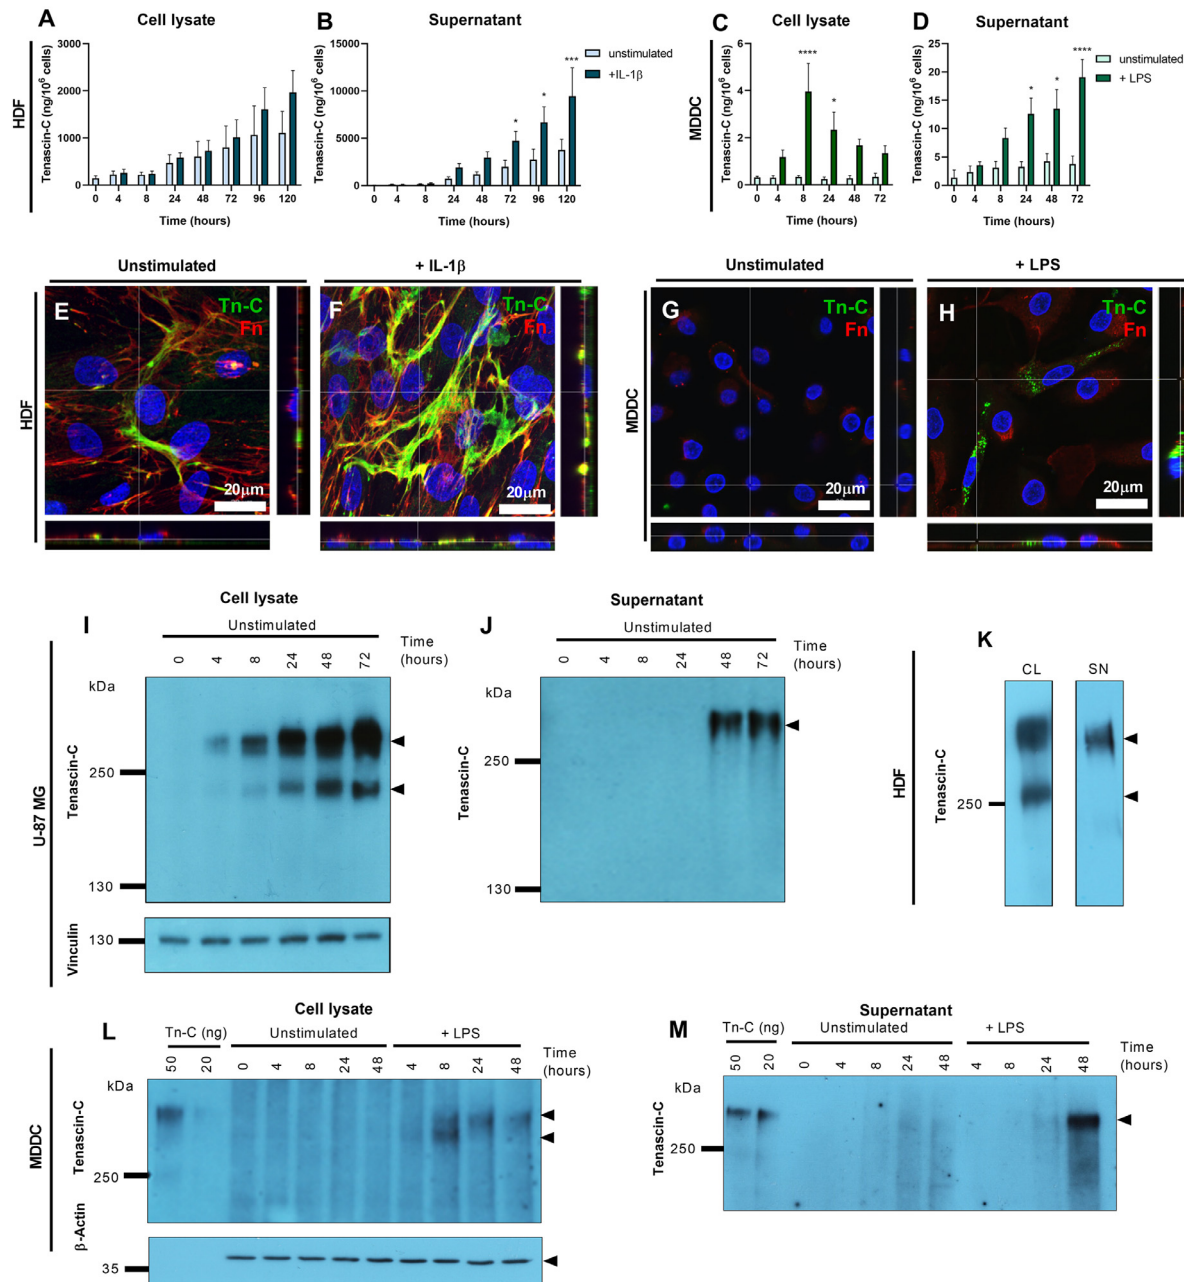 A
Cell lysate
HDF
Tenascin-C (ng/10⁶ cells)
3000
2000
1000
0
0 4 8 24 48 72 96 120
Time (hours)
B
Supernatant
Tenascin-C (ng/10⁶ cells)
15000
10000
5000
0
* * ***
unstimulated
+IL-1β
0 4 8 24 48 72 96 120
Time (hours)
C
Cell lysate
MDDC
Tenascin-C (ng/10⁶ cells)
6
4
2
0
**** *
0 4 8 24 48 72
Time (hours)
D
Supernatant
Tenascin-C (ng/10⁶ cells)
25
20
15
10
5
0
* * ****
unstimulated
+ LPS
0 4 8 24 48 72
Time (hours)
HDF
Unstimulated
E
Tn-C
Fn
20μm
+ IL-1β
F
Tn-C
Fn
20μm
MDDC
Unstimulated
G
Tn-C
Fn
20μm
+ LPS
H
Tn-C
Fn
20μm
U-87 MG
I
Cell lysate
Unstimulated
0 4 8 24 48 72
Time
(hours)
kDa
Tenascin-C
250
130
Vinculin
130
J
Supernatant
Unstimulated
0 4 8 24 48 72
Time
(hours)
kDa
Tenascin-C
250
130
K
CL SN
HDF
Tenascin-C
250
MDDC
L
Cell lysate
Tn-C (ng) Unstimulated + LPS
50 20 0 4 8 24 48 4 8 24 48
Time
(hours)
kDa
Tenascin-C
250
β-Actin
35
M
Supernatant
Tn-C (ng) Unstimulated + LPS
50 20 0 4 8 24 48 4 8 24 48
Time
(hours)
kDa
Tenascin-C
250